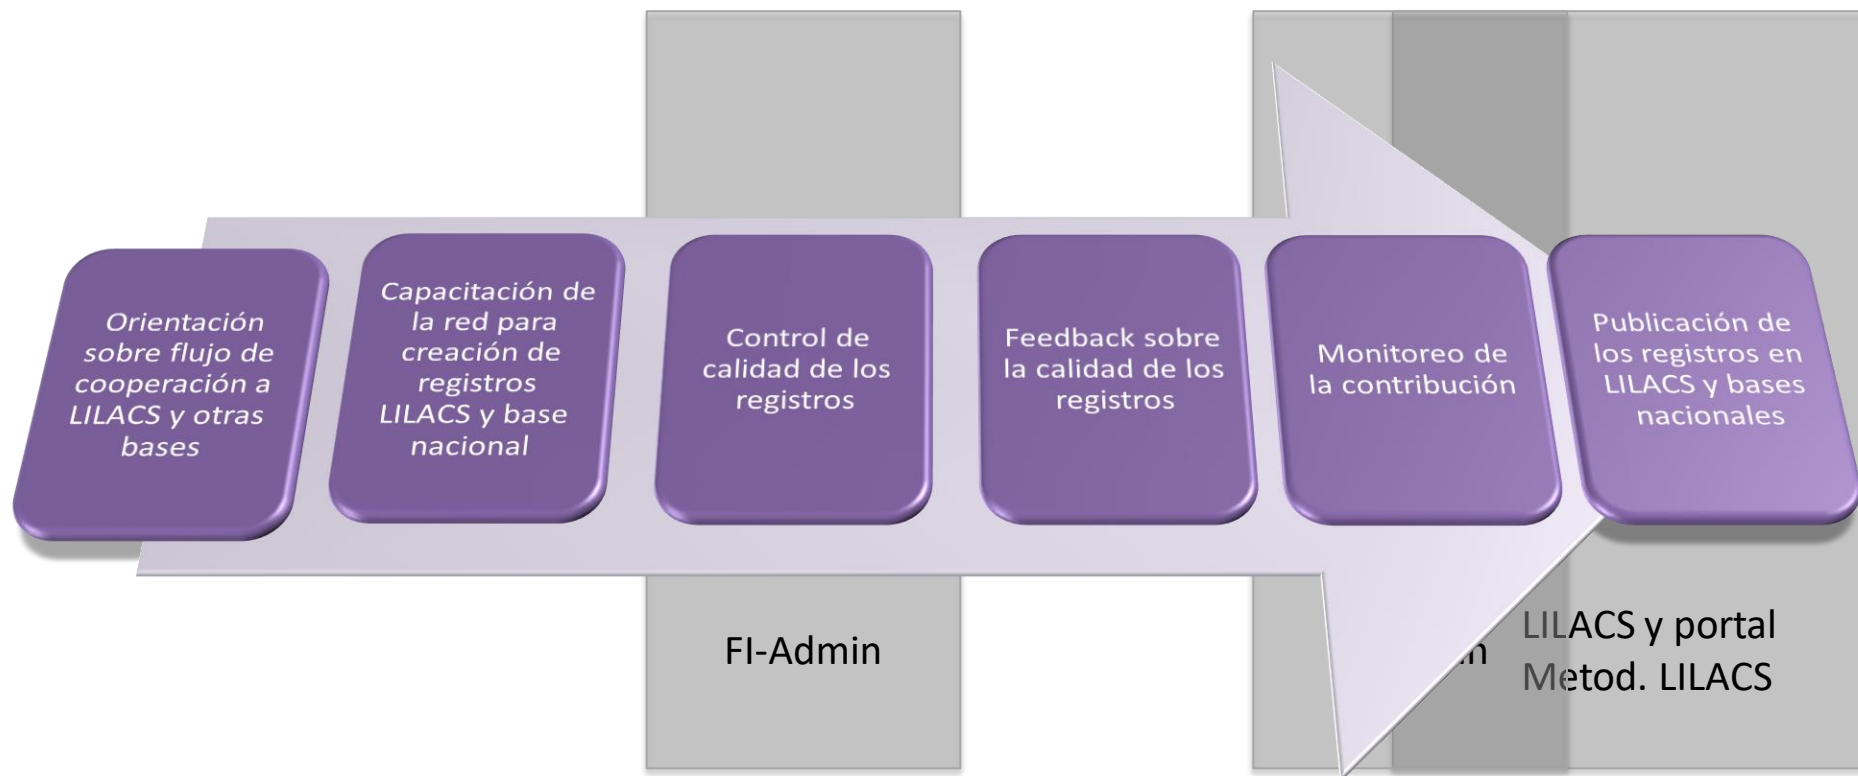 Orientación
sobre flujo de
cooperación a
LILACS y otras
bases
Capacitación de
la red para
creación de
registros
LILACS y base
nacional
Control de
calidad de los
registros
Feedback sobre
la calidad de los
registros
Monitoreo de
la contribución
Publicación de
los registros en
LILACS y bases
nacionales
FI-Admin
LILACS y portal
Metod. LILACS